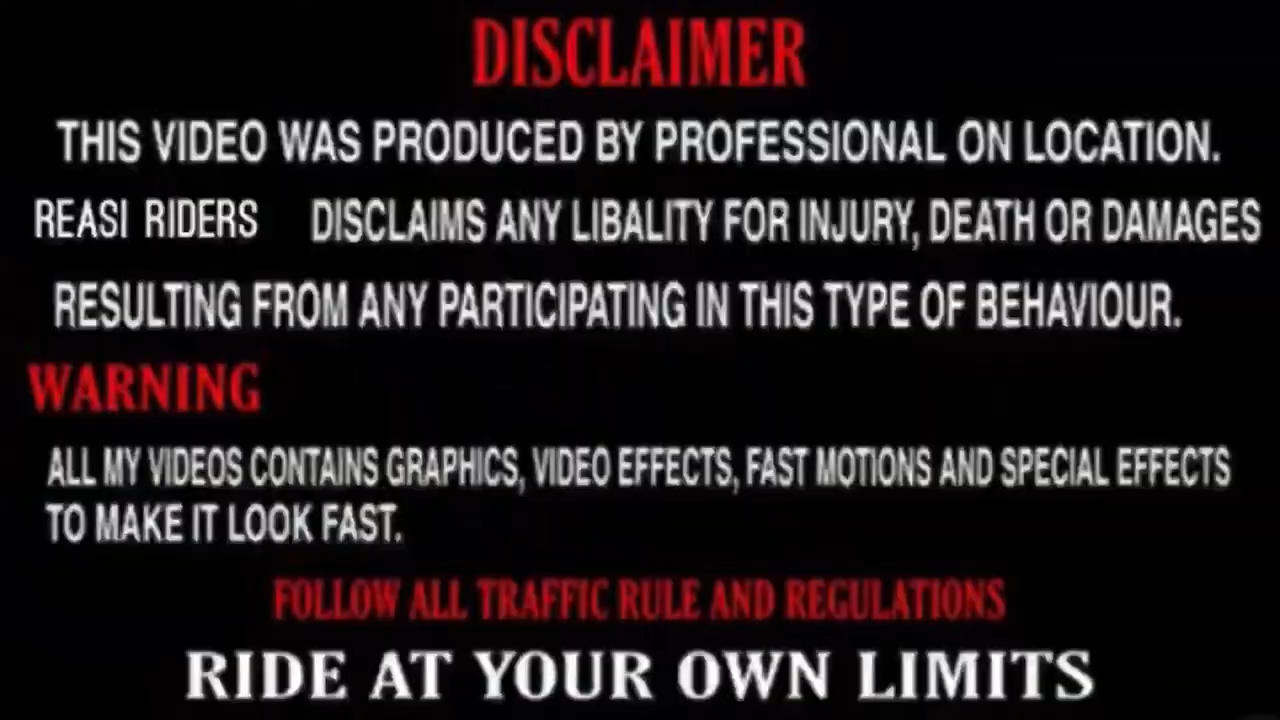 DISCLAIMER
THIS VIDEO WAS PRODUCED BY PROFESSIONAL ON LOCATION.
REASI RIDERS DISCLAIMS ANY LIBALITY FOR INJURY, DEATH OR DAMAGES
RESULTING FROM ANY PARTICIPATING IN THIS TYPE OF BEHAVIOUR.
WARNING
ALL MY VIDEOS CONTAINS GRAPHICS, VIDEO EFFECTS, FAST MOTIONS AND SPECIAL EFFECTS
TO MAKE IT LOOK FAST.
FOLLOW ALL TRAFFIC RULE AND REGULATIONS
RIDE AT YOUR OWN LIMITS